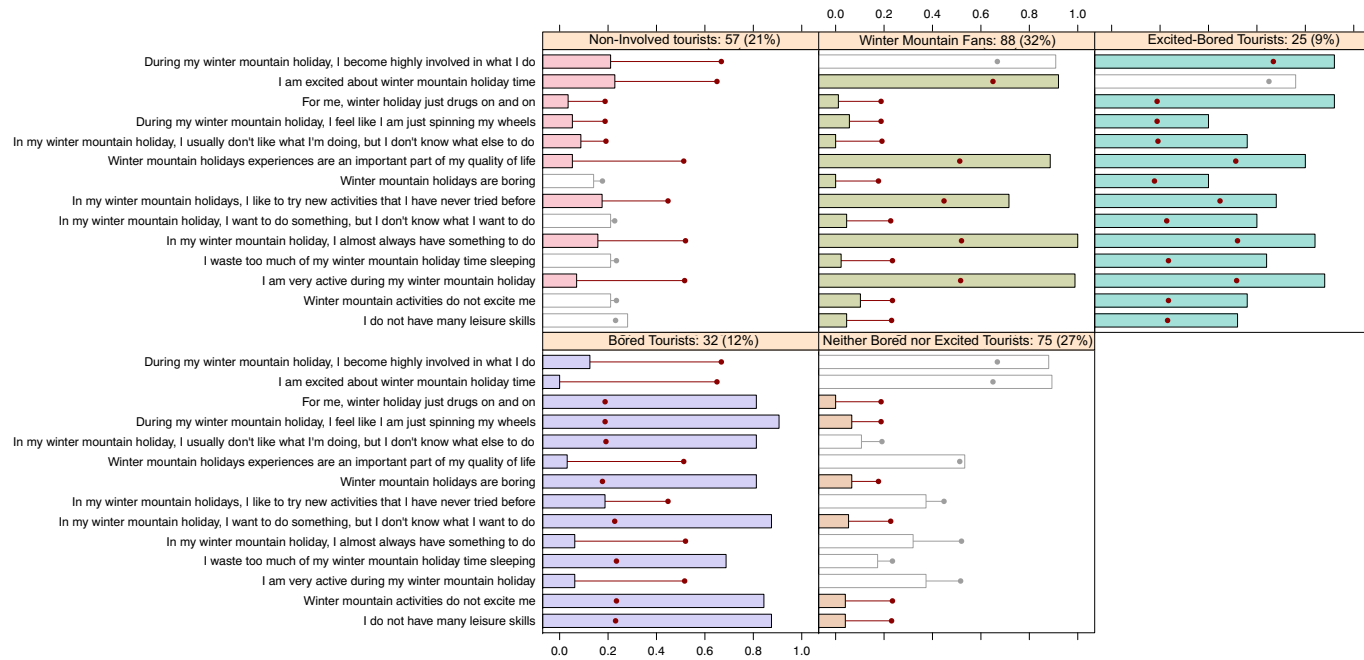 0.0 0.2 0.4 0.6 0.8 1.0
Non-Involved tourists: 57 (21%) Winter Mountain Fans: 88 (32%) Excited-Bored Tourists: 25 (9%)
During my winter mountain holiday, I become highly involved in what I do
I am excited about winter mountain holiday time
For me, winter holiday just drugs on and on
During my winter mountain holiday, I feel like I am just spinning my wheels
In my winter mountain holiday, I usually don't like what I'm doing, but I don't know what else to do
Winter mountain holidays experiences are an important part of my quality of life
Winter mountain holidays are boring
In my winter mountain holidays, I like to try new activities that I have never tried before
In my winter mountain holiday, I want to do something, but I don't know what I want to do
In my winter mountain holiday, I almost always have something to do
I waste too much of my winter mountain holiday time sleeping
I am very active during my winter mountain holiday
Winter mountain activities do not excite me
I do not have many leisure skills
Bored Tourists: 32 (12%) Neither Bored nor Excited Tourists: 75 (27%)
During my winter mountain holiday, I become highly involved in what I do
I am excited about winter mountain holiday time
For me, winter holiday just drugs on and on
During my winter mountain holiday, I feel like I am just spinning my wheels
In my winter mountain holiday, I usually don't like what I'm doing, but I don't know what else to do
Winter mountain holidays experiences are an important part of my quality of life
Winter mountain holidays are boring
In my winter mountain holidays, I like to try new activities that I have never tried before
In my winter mountain holiday, I want to do something, but I don't know what I want to do
In my winter mountain holiday, I almost always have something to do
I waste too much of my winter mountain holiday time sleeping
I am very active during my winter mountain holiday
Winter mountain activities do not excite me
I do not have many leisure skills
0.0 0.2 0.4 0.6 0.8 1.0